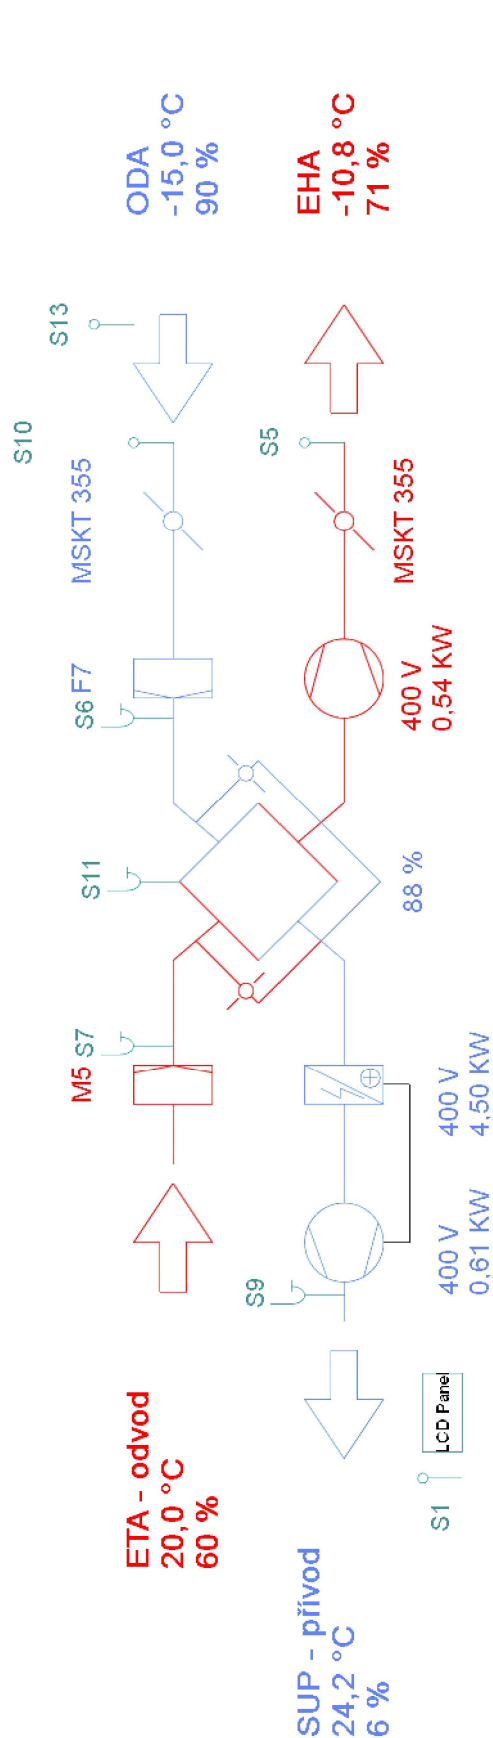 ETA - odvod
20,0 °C
60 %
M5
S7
S11
S6
F7
MSKT 355
S10
S13
ODA
-15,0 °C
90 %
SUP - přívod
24,2 °C
6 %
S9
88 %
400 V
0,54 KW
MSKT 355
S5
EHA
-10,8 °C
71 %
S1
LCD Panel
400 V
0,61 KW
400 V
4,50 KW